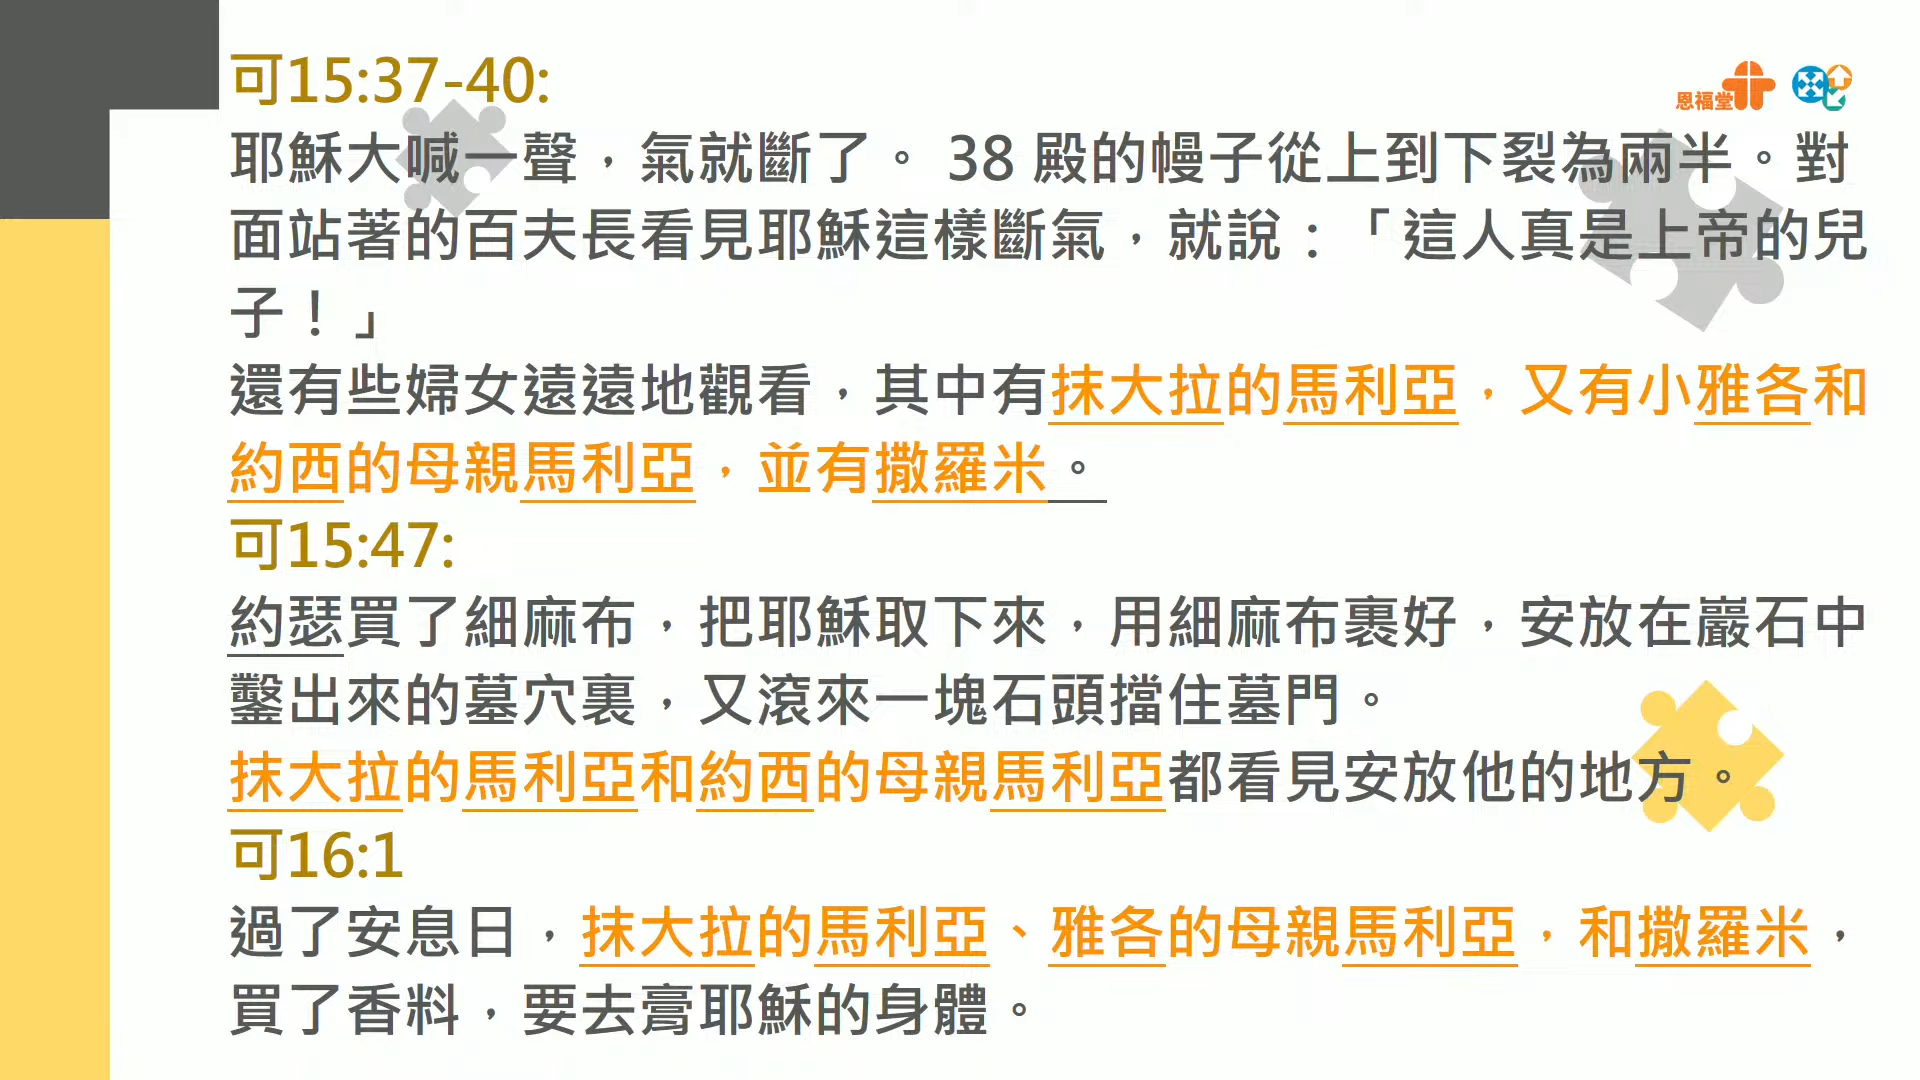 可15:37-40:
恩福堂
耶穌大喊一聲，氣就斷了。 38 殿的幔子從上到下裂為兩半。對
面站著的百夫長看見耶穌這樣斷氣，就說：「這人真是上帝的兒
子！」
還有些婦女遠遠地觀看，其中有抹大拉的馬利亞，又有小雅各和
約西的母親馬利亞，並有撒羅米。
可15:47:
約瑟買了細麻布，把耶穌取下來，用細麻布裹好，安放在巖石中
鑿出來的墓穴裏，又滾來一塊石頭擋住墓門。
抹大拉的馬利亞和約西的母親馬利亞都看見安放他的地方。
可16:1
過了安息日，抹大拉的馬利亞、雅各的母親馬利亞，和撒羅米，
買了香料，要去膏耶穌的身體。